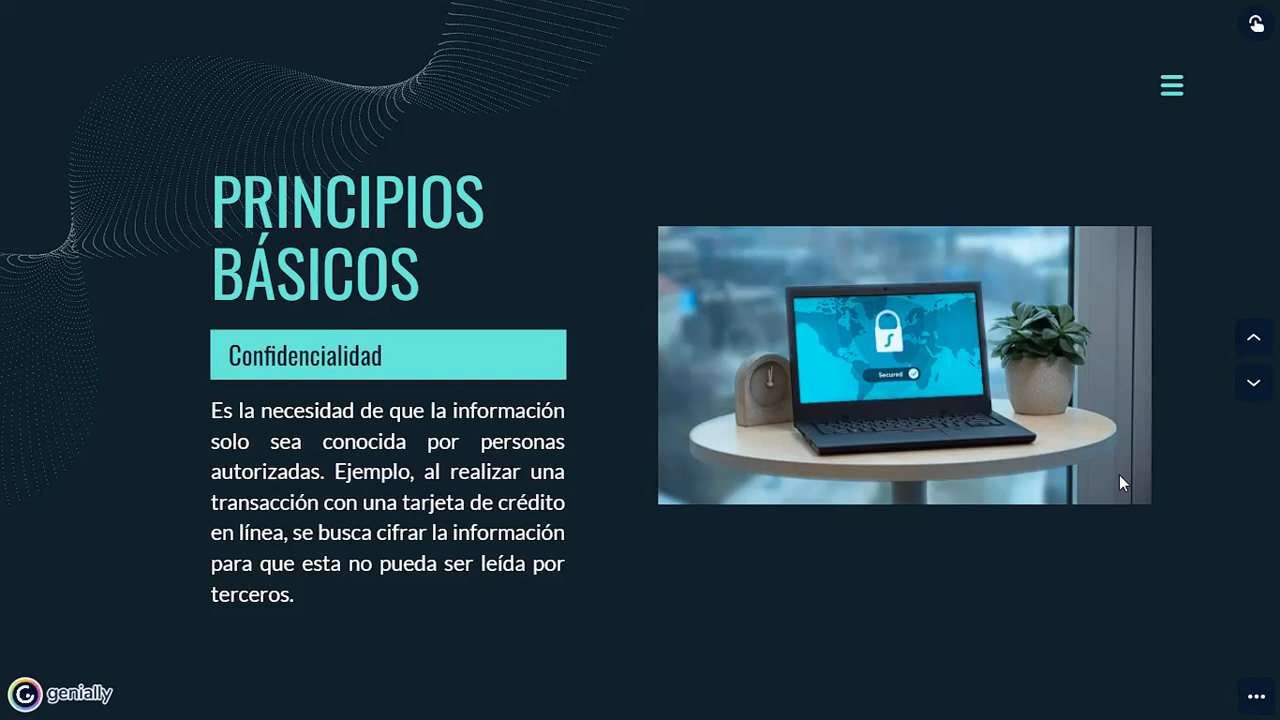 PRINCIPIOS
BÁSICOS
Confidencialidad
Es la necesidad de que la información
solo sea conocida por personas
autorizadas. Ejemplo, al realizar una
transacción con una tarjeta de crédito
en línea, se busca cifrar la información
para que esta no pueda ser leída por
terceros.
Secured
genially